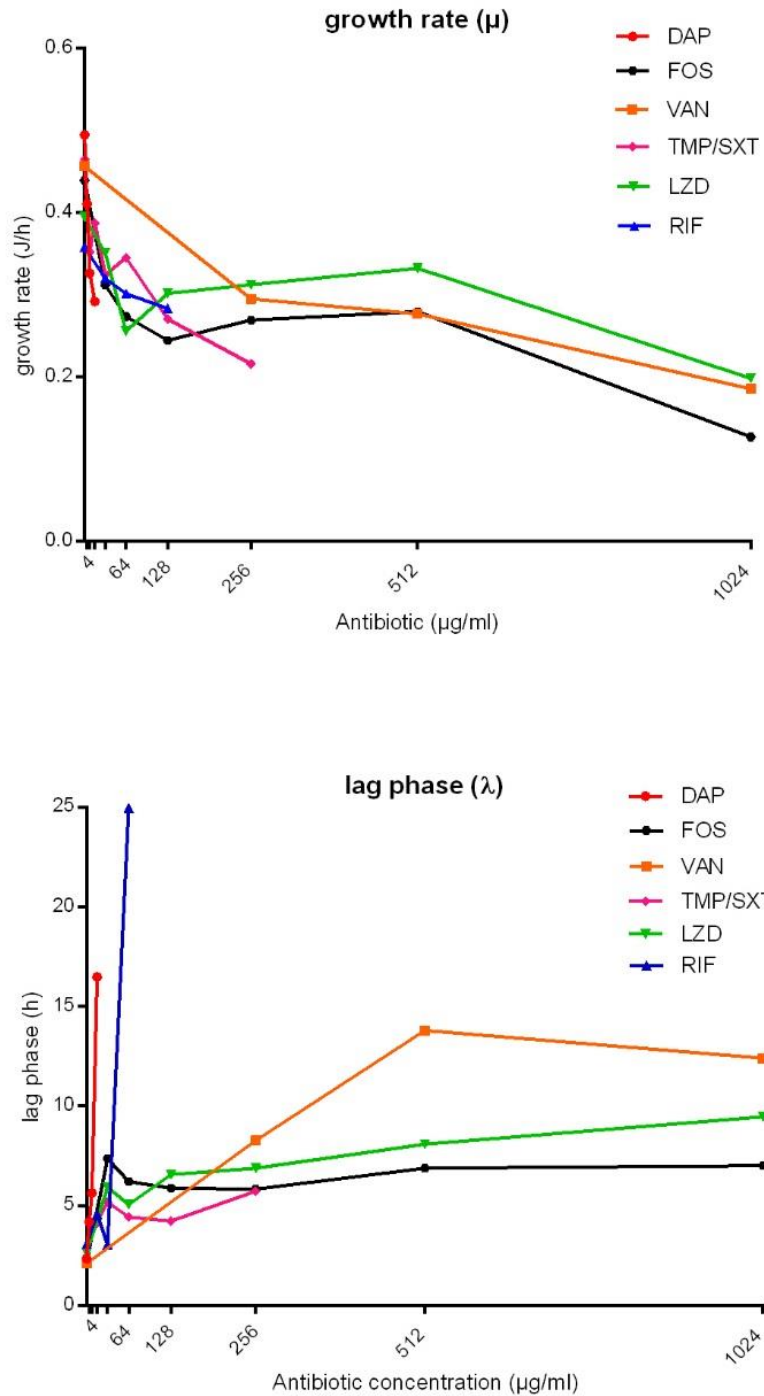 growth rate (μ)
DAP
FOS
VAN
TMP/SXT
LZD
RIF
growth rate (J/h)
0.6
0.4
0.2
0.0
4
64
128
256
512
1024
Antibiotic (μg/ml)
lag phase (λ)
DAP
FOS
VAN
TMP/SXT
LZD
RIF
lag phase (h)
25
20
15
10
5
0
4
64
128
256
512
1024
Antibiotic concentration (μg/ml)